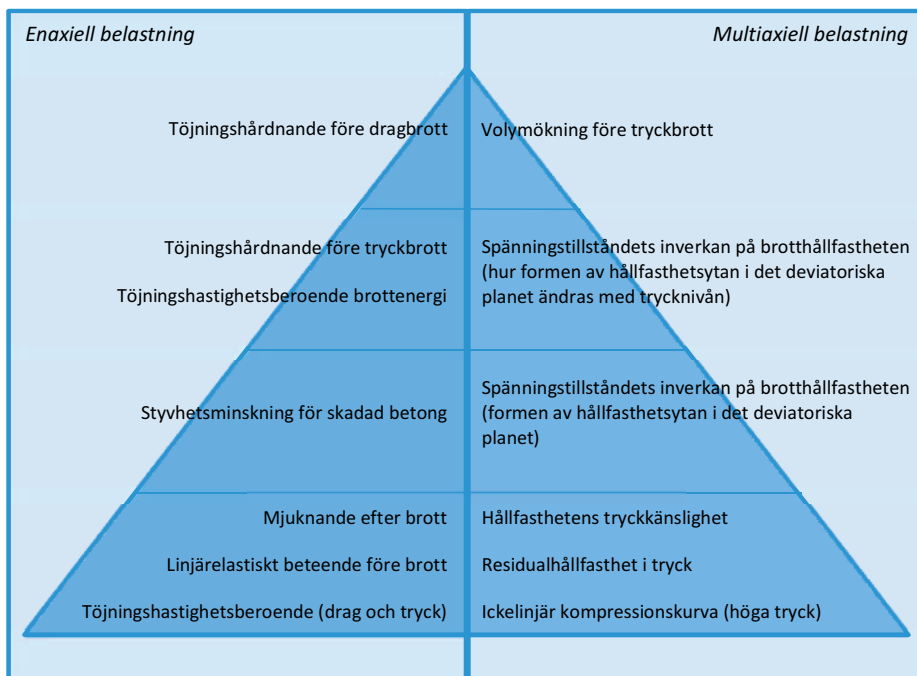 Enaxiell belastning
Multiaxiell belastning
Töjningshårdnande före dragbrott
Volymökning före tryckbrott
Töjningshårdnande före tryckbrott
Töjningshastighetsberoende brottenergi
Spänningstillståndets inverkan på brotthållfastheten
(hur formen av hållfasthetsytan i det deviatoriska
planet ändras med trycknivån)
Styvhetsminskning för skadad betong
Spänningstillståndets inverkan på brotthållfastheten
(formen av hållfasthetsytan i det deviatoriska
planet)
Mjuknande efter brott
Linjärelastiskt beteende före brott
Töjningshastighetsberoende (drag och tryck)
Hållfasthetens tryckkänslighet
Residualhållfasthet i tryck
Ickelinjär kompressionskurva (höga tryck)